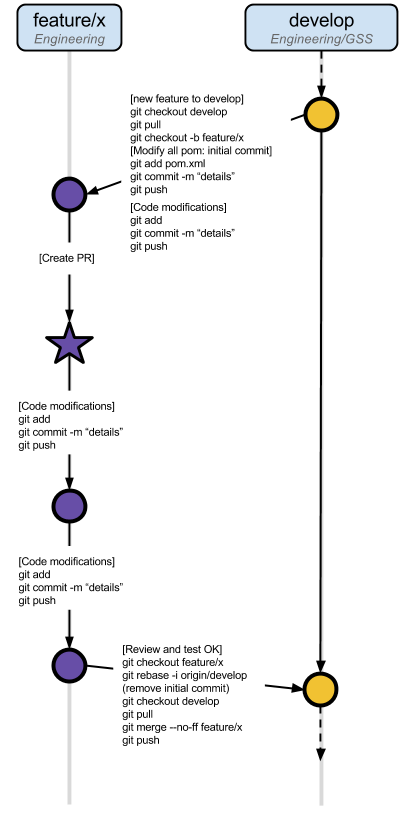 feature/x
Engineering
develop
Engineering/GSS
[new feature to develop]
git checkout develop
git pull
git checkout -b feature/x
[Modify all pom: initial commit]
git add pom.xml
git commit -m “details”
git push
[Code modifications]
git add
git commit -m “details”
git push
[Create PR]
[Code modifications]
git add
git commit -m “details”
git push
[Code modifications]
git add
git commit -m “details”
git push
[Review and test OK]
git checkout feature/x
git rebase -i origin/develop
(remove initial commit)
git checkout develop
git pull
git merge --no-ff feature/x
git push